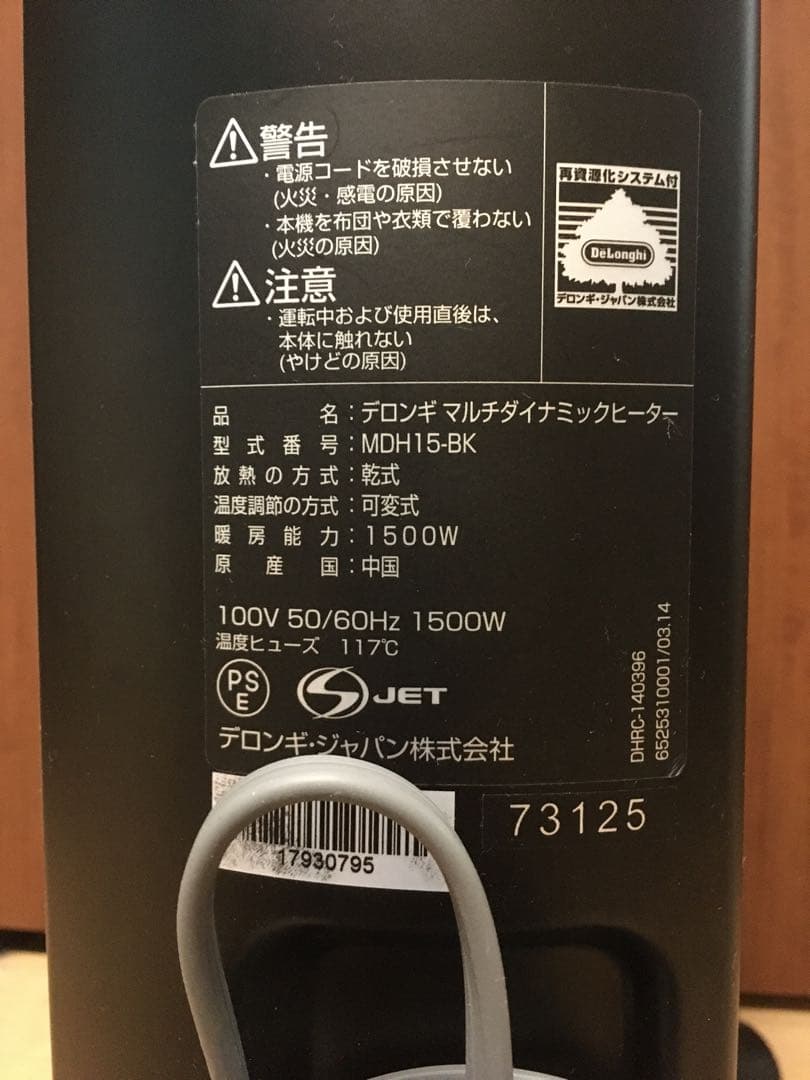 警告
・電源コードを破損させない
(火災・感電の原因)
・本機を布団や衣類で覆わない
(火災の原因)
注意
・運転中および使用直後は、
本体に触れない
(やけどの原因)
再資源化システム付
DeLonghi
デロンギ・ジャパン株式会社
品名：デロンギ マルチダイナミックヒーター
型式番号：MDH15-BK
放熱の方式：乾式
温度調節の方式：可変式
暖房能力：1500W
原産国：中国
100V 50/60Hz 1500W
温度ヒューズ 117℃
PSE
S JET
デロンギ・ジャパン株式会社
DHRC-140396
6525310001/03.14
17930795
73125